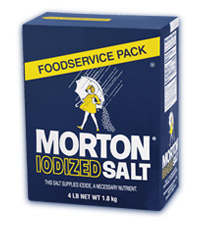 FOODSERVICE PACK
MORTON®
IODIZED SALT
THIS SALT SUPPLIES IODIDE, A NECESSARY NUTRIENT.
4 LB NET WT 1.8 kg